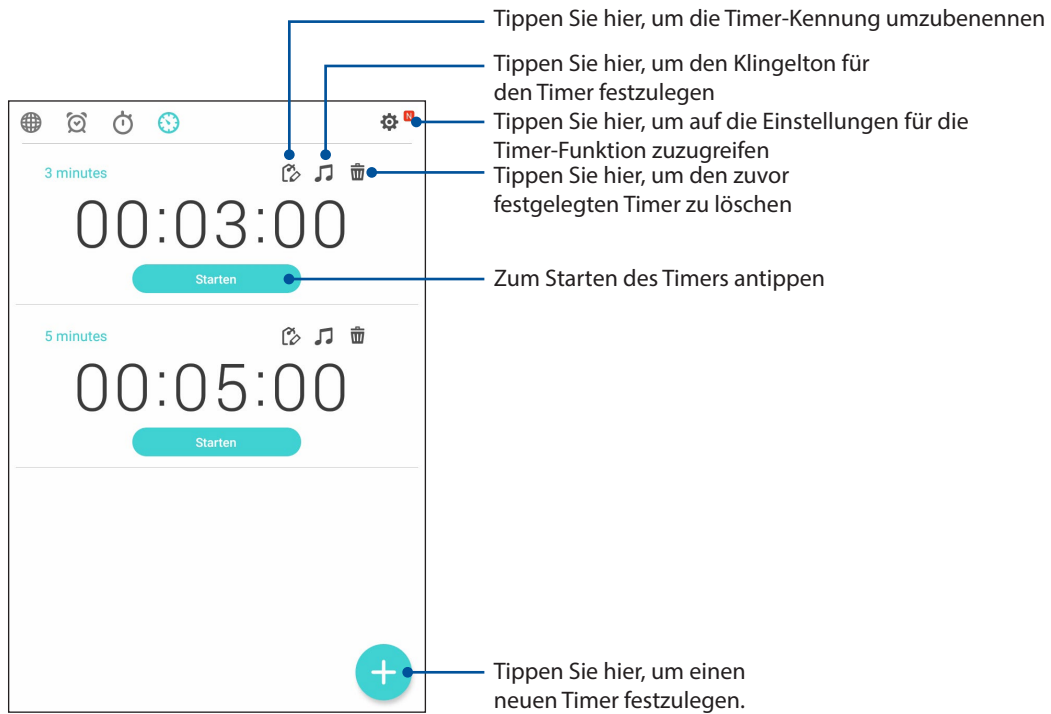 Tippen Sie hier, um die Timer-Kennung umzubenennen
Tippen Sie hier, um den Klingelton für
den Timer festzulegen
Tippen Sie hier, um auf die Einstellungen für die
Timer-Funktion zuzugreifen
Tippen Sie hier, um den zuvor
festgelegten Timer zu löschen
N
3 minutes
00:03:00
Starten
Zum Starten des Timers antippen
5 minutes
00:05:00
Starten
Tippen Sie hier, um einen
neuen Timer festzulegen.